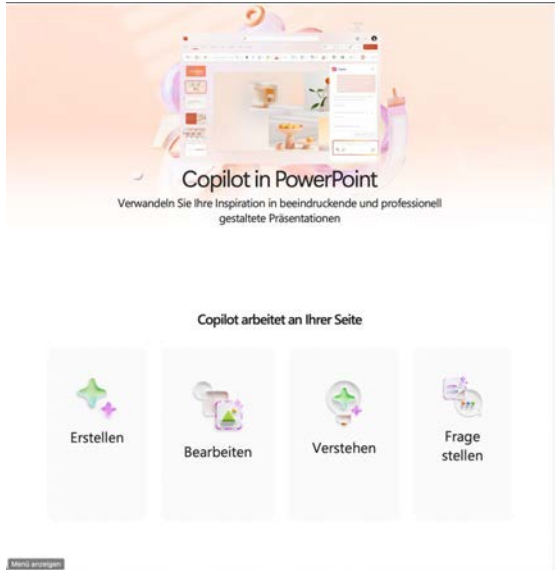 Copilot in PowerPoint
Verwandeln Sie Ihre Inspiration in beeindruckende und professionell
gestaltete Präsentationen
Copilot arbeitet an Ihrer Seite
Erstellen
Bearbeiten
Verstehen
Frage
stellen
Menü anzeigen